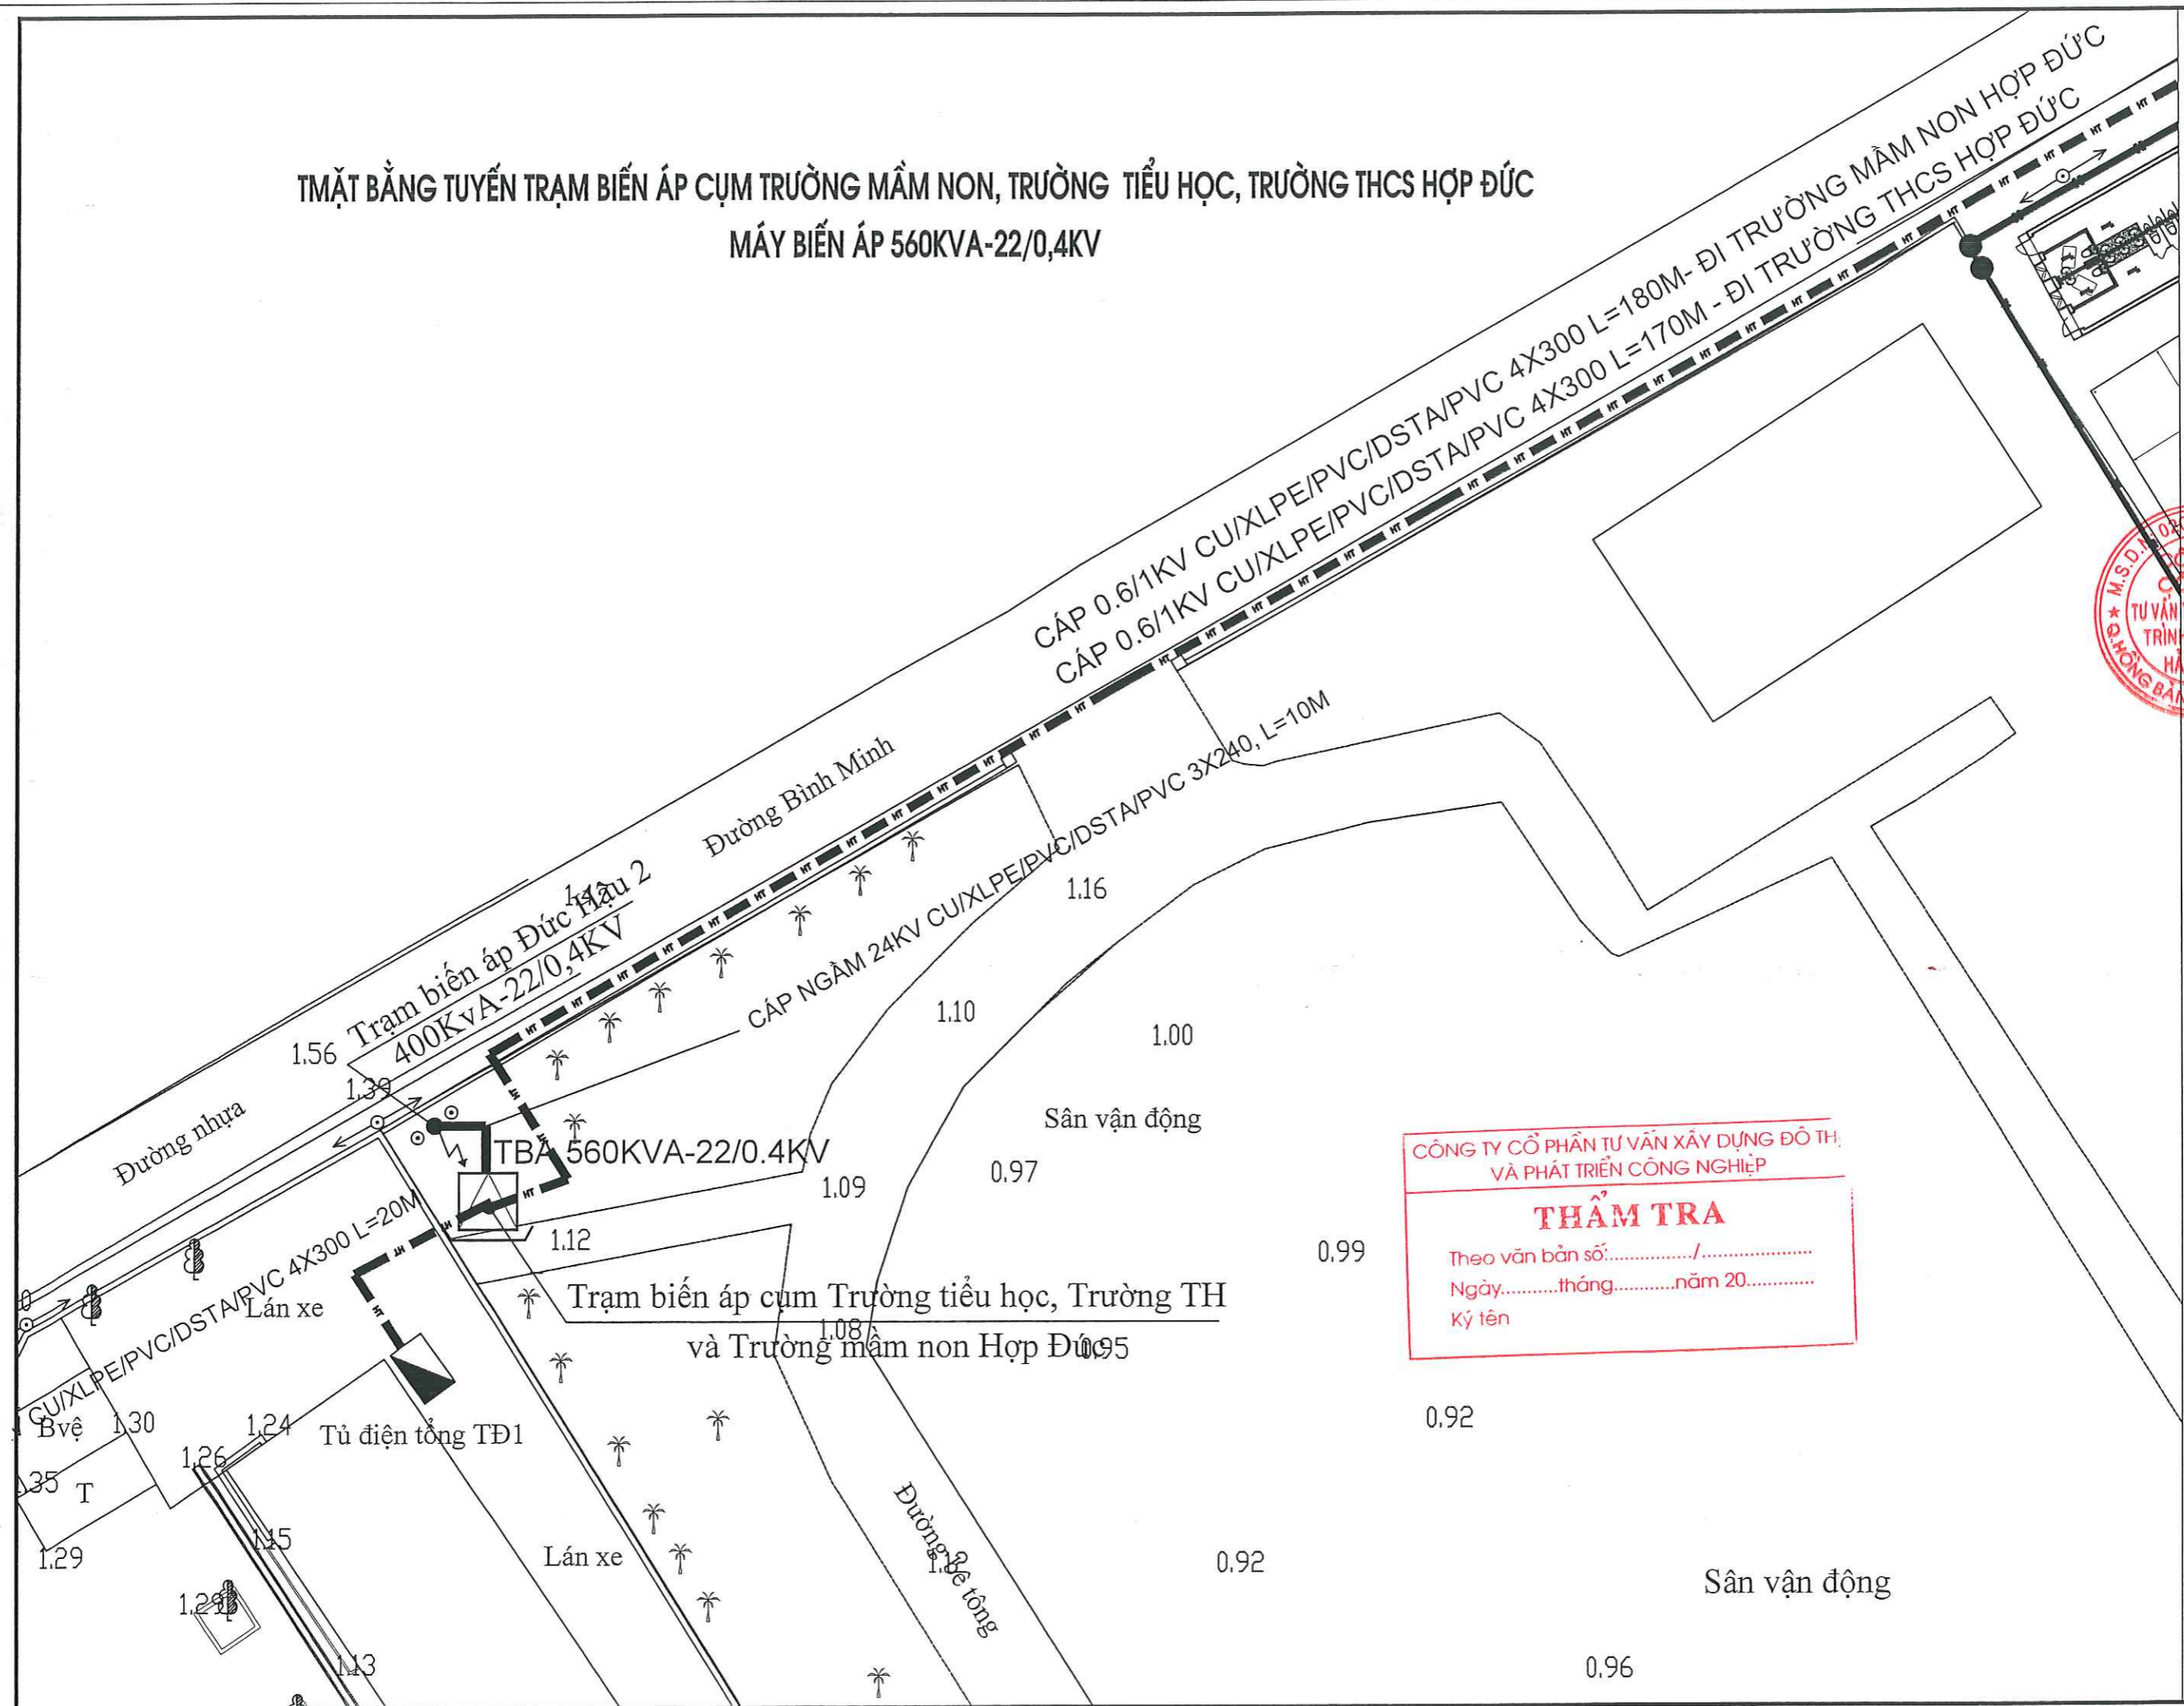 TMẶT BẰNG TUYẾN TRẠM BIẾN ÁP CỤM TRƯỜNG MẦM NON, TRƯỜNG TIỂU HỌC, TRƯỜNG THCS HỢP ĐỨC
MÁY BIẾN ÁP 560KVA-22/0,4KV
CÁP 0.6/1KV CU/XLPE/PVC/DSTA/PVC 4X300 L=180M- ĐI TRƯỜNG MẦM NON HỢP ĐỨC
CÁP 0.6/1KV CU/XLPE/PVC/DSTA/PVC 4X300 L=170M - ĐI TRƯỜNG THCS HỢP ĐỨC
M.S.D.N
TƯ VẤN
Q.HỒNG BÀN
Đường Bình Minh
CÁP NGẦM 24KV CU/XLPE/PVC/DSTA/PVC 3X240, L=10M
Trạm biến áp Đức Hậu 2
400KvA-22/0,4KV
1.16
1.10
1.00
1.56
1.39
Đường nhựa
Sân vận động
TBA 560KVA-22/0.4KV
0.97
1.09
1.12
0.99
CÔNG TY CỔ PHẦN TƯ VẤN XÂY DỰNG ĐÔ TH
VÀ PHÁT TRIỂN CÔNG NGHIỆP
THẨM TRA
Theo văn bản số:.............../.....................
Ngày...........tháng............năm 20.............
Ký tên
CU/XLPE/PVC/DSTA/PVC 4X300 L=20M
Lán xe
Trạm biến áp cụm Trường tiểu học, Trường TH
và Trường mầm non Hợp Đức
1.08
0.95
Bvệ
1.30
1.24
Tủ điện tổng TĐ1
0.92
1.26
T
1.29
1.15
Lán xe
Đường bê tông
0.92
Sân vận động
1.29
1.13
0.96